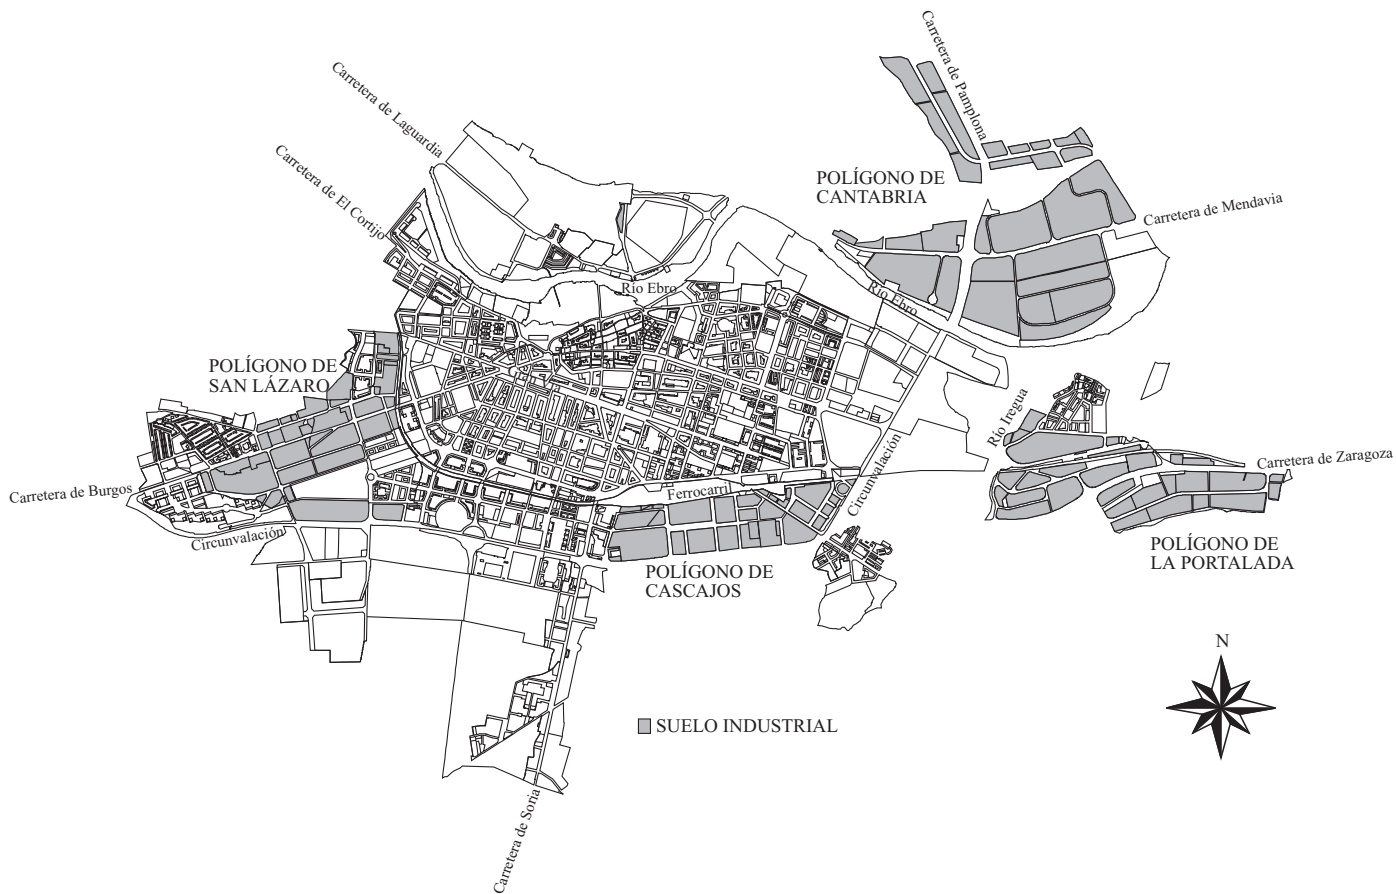 Carretera de Pamplona
Carretera de Laguardia
Carretera de El Cortijo
POLÍGONO DE
CANTABRIA
Carretera de Mendavia
Río Ebro
Río Ebro
POLÍGONO DE
SAN LÁZARO
Río Iregua
Carretera de Burgos
Circunvalación
Ferrocarril
Circunvalación
Carretera de Zaragoza
POLÍGONO DE
CASCAJOS
POLÍGONO DE
LA PORTALADA
N
SUELO INDUSTRIAL
Carretera de Soria